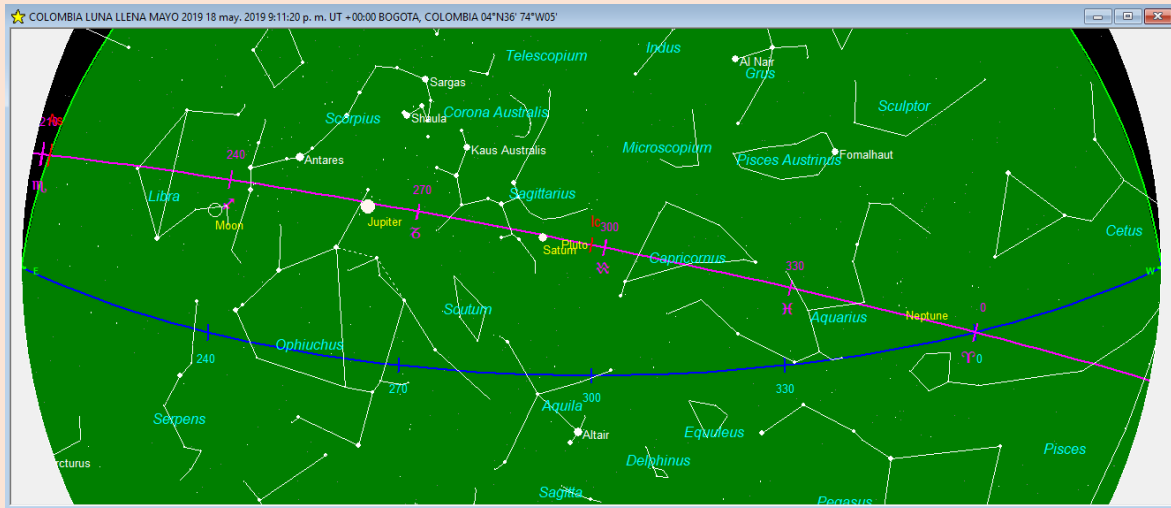 COLOMBIA LUNA LLENA MAYO 2019 18 may. 2019 9:11:20 p. m. UT +00:00 BOGOTA, COLOMBIA 04°N36' 74°W05'
Telescopium
Indus
Al Nair
Grus
Sargas
Corona Australis
Sculptor
Shaula
Scorpius
Kaus Australis
Microscopium
Pisces Austrinus
Fomalhaut
240
Antares
Libra
270
Sagittarius
Moon
Jupiter
Ic
300
Cetus
Saturn
Pluto
Capricornus
330
E
W
Scutum
Aquarius
Neptune
0
Ophiuchus
240
0
270
300
330
Aquila
Serpens
Altair
Equuleus
Pisces
Delphinus
rcturus
Sagitta
Pegasus